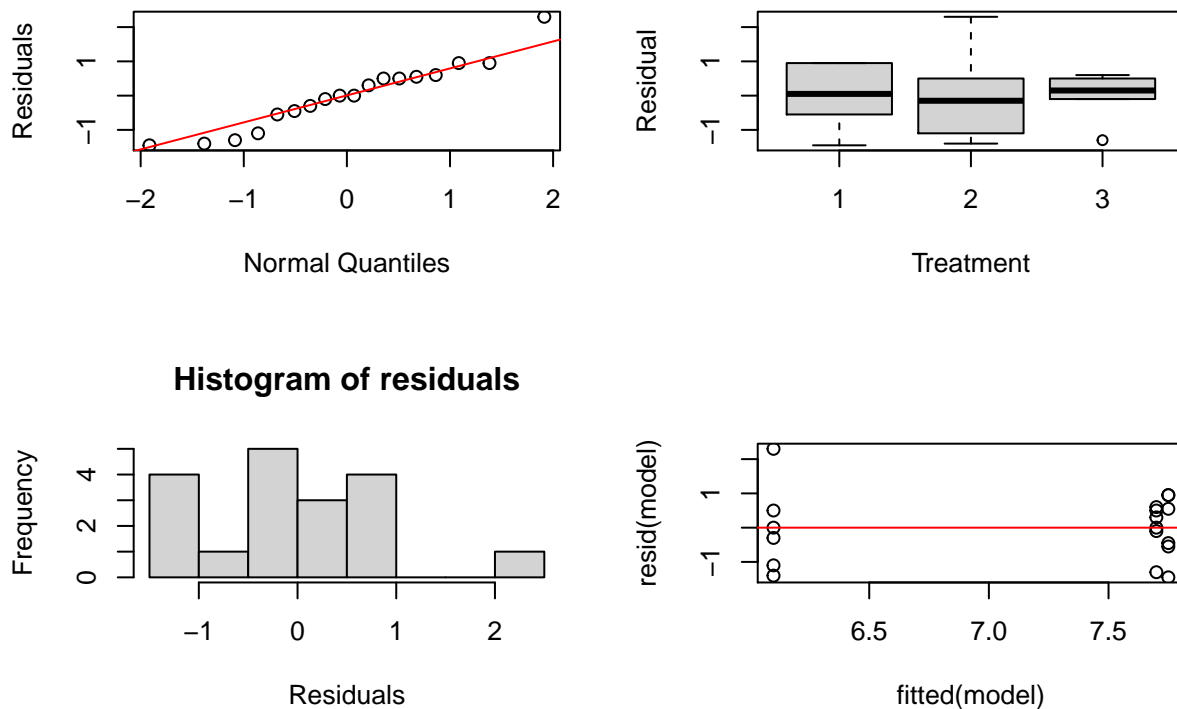 Residuals
−1
1
−2
−1
0
1
2
Normal Quantiles
Residual
−1
1
1
2
3
Treatment
Histogram of residuals
Frequency
0
2
4
−1
0
1
2
Residuals
resid(model)
−1
1
6.5
7.0
7.5
fitted(model)